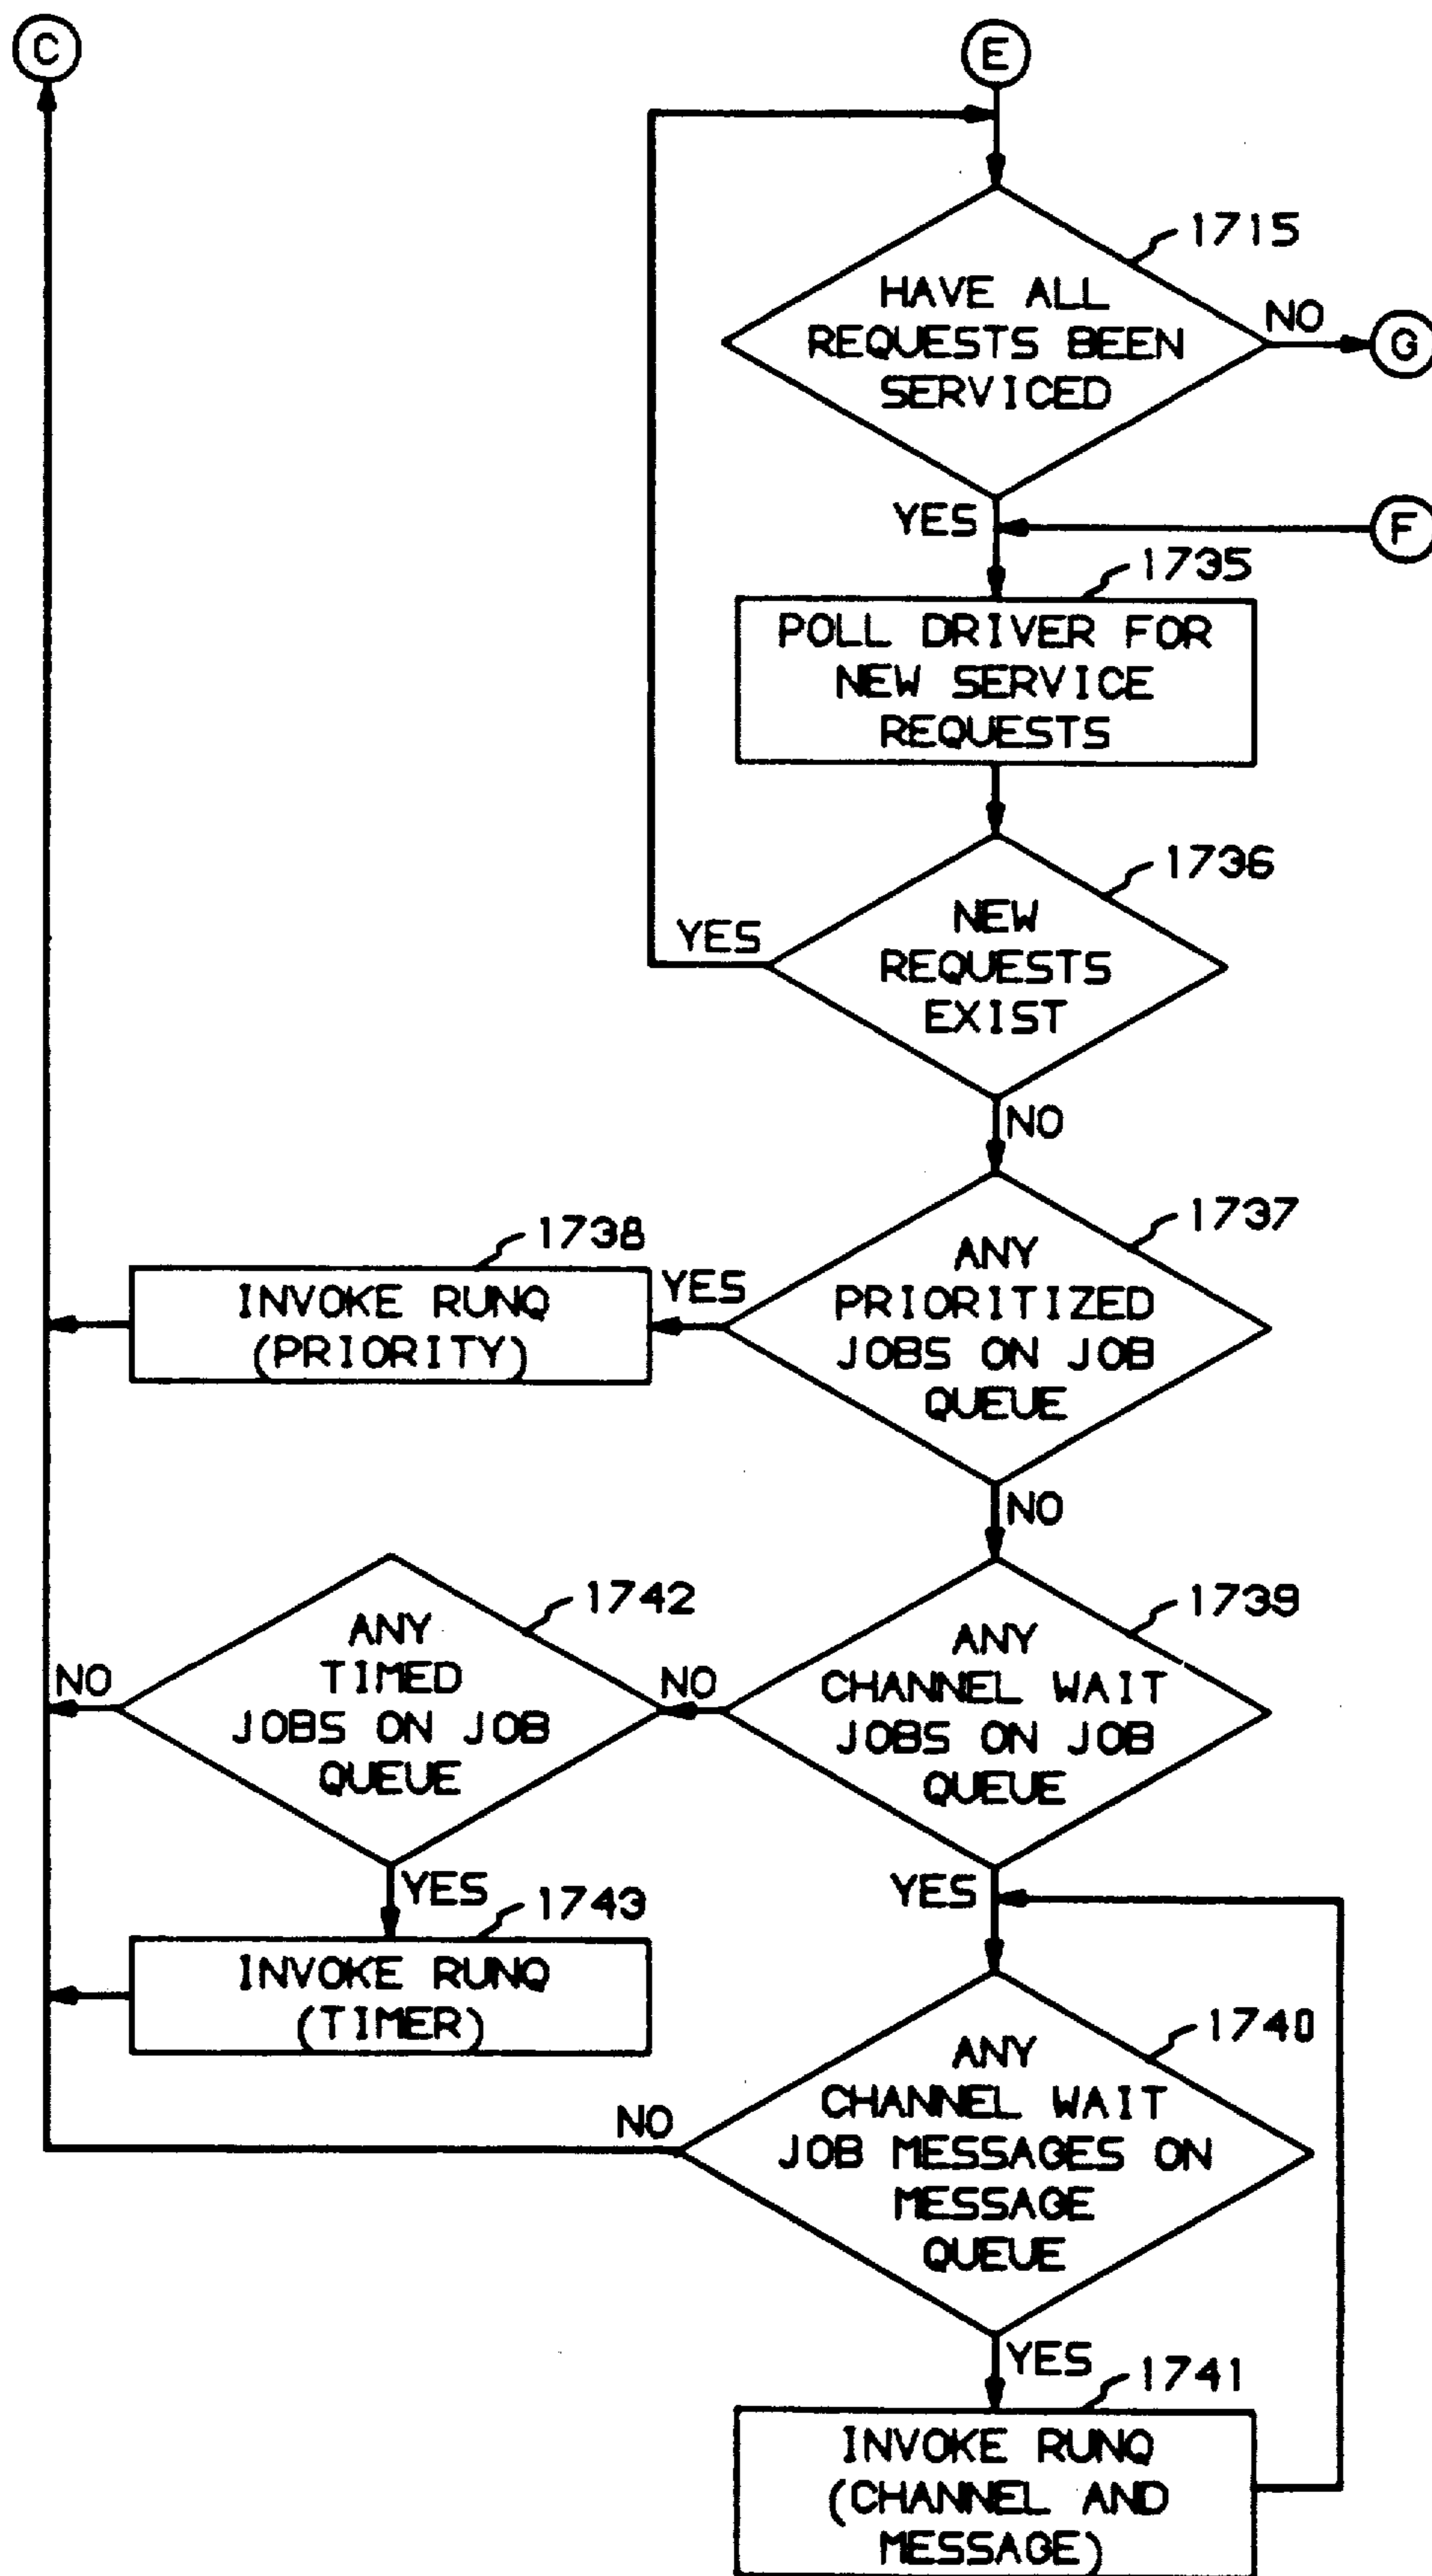 C
E
1715
HAVE ALL
REQUESTS BEEN
SERVICED
NO
G
YES
F
1735
POLL DRIVER FOR
NEW SERVICE
REQUESTS
1736
NEW
REQUESTS
EXIST
YES
NO
1737
ANY
PRIORITIZED
JOBS ON JOB
QUEUE
YES
1738
INVOKE RUNQ
(PRIORITY)
NO
1739
ANY
CHANNEL WAIT
JOBS ON JOB
QUEUE
NO
1742
ANY
TIMED
JOBS ON JOB
QUEUE
NO
YES
1743
INVOKE RUNQ
(TIMER)
YES
1740
ANY
CHANNEL WAIT
JOB MESSAGES ON
MESSAGE
QUEUE
NO
YES
1741
INVOKE RUNQ
(CHANNEL AND
MESSAGE)